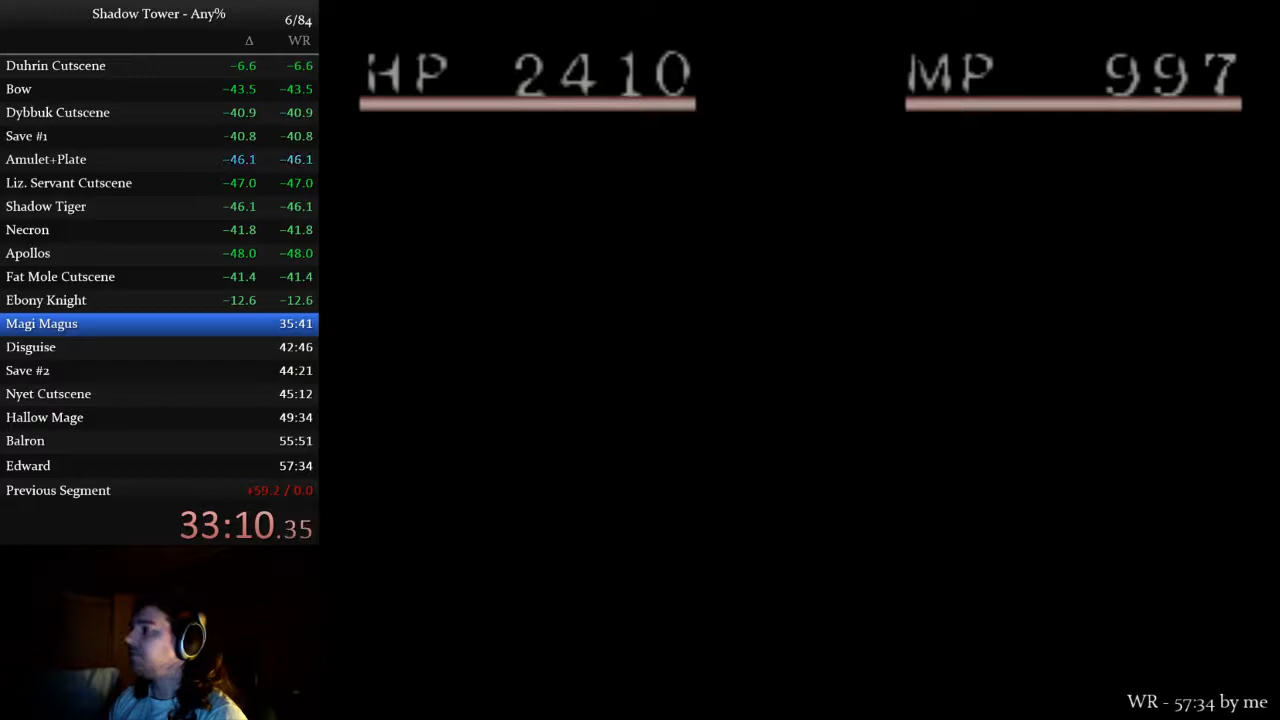 Shadow Tower - Any%
6/84
Δ WR
Duhrin Cutscene -6.6 -6.6
Bow -43.5 -43.5
Dybbuk Cutscene -40.9 -40.9
Save #1 -40.8 -40.8
Amulet+Plate -46.1 -46.1
Liz. Servant Cutscene -47.0 -47.0
Shadow Tiger -46.1 -46.1
Necron -41.8 -41.8
Apollos -48.0 -48.0
Fat Mole Cutscene -41.4 -41.4
Ebony Knight -12.6 -12.6
Magi Magus 35:41
Disguise 42:46
Save #2 44:21
Nyet Cutscene 45:12
Hallow Mage 49:34
Balron 55:51
Edward 57:34
Previous Segment +59.2 / 0.0
33:10.35
HP 2410
MP 997
WR - 57:34 by me